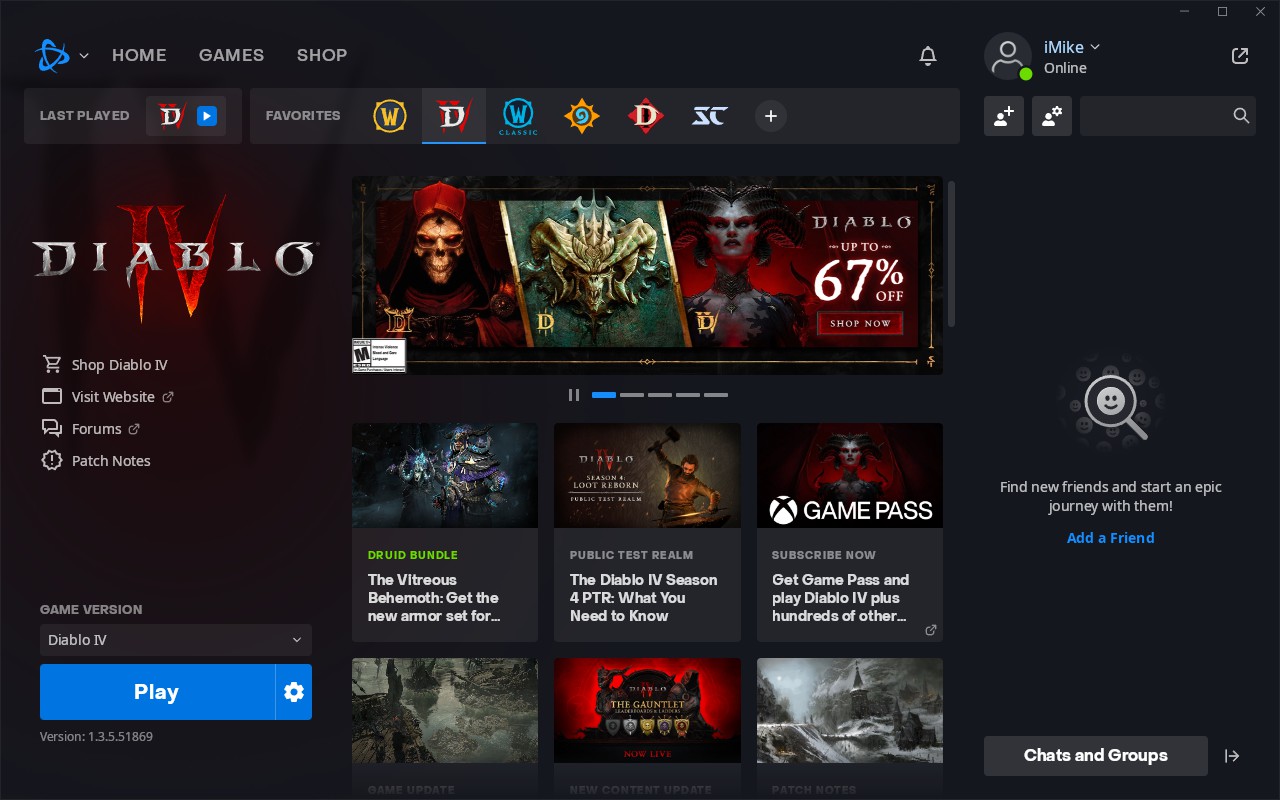 HOME
GAMES
SHOP
iMike
Online
LAST PLAYED
FAVORITES
CLASSIC
DIABLO
IV
Shop Diablo IV
Visit Website
Forums
Patch Notes
GAME VERSION
Diablo IV
Play
Version: 1.3.5.51869
DIABLO
UP TO
67% OFF
SHOP NOW
M
Intense Violence
Blood and Gore
Language
DRUID BUNDLE
The Vitreous
Behemoth: Get the
new armor set for...
DIABLO
IV
SEASON 4:
LOOT REBORN
PUBLIC TEST REALM
PUBLIC TEST REALM
The Diablo IV Season
4 PTR: What You
Need to Know
GAME PASS
SUBSCRIBE NOW
Get Game Pass and
play Diablo IV plus
hundreds of other...
GAME UPDATE
DIABLO
THE GAUNTLET
LEADERBOARDS & LADDERS
NOW LIVE
NEW CONTENT UPDATE
PATCH NOTES
Find new friends and start an epic
journey with them!
Add a Friend
Chats and Groups